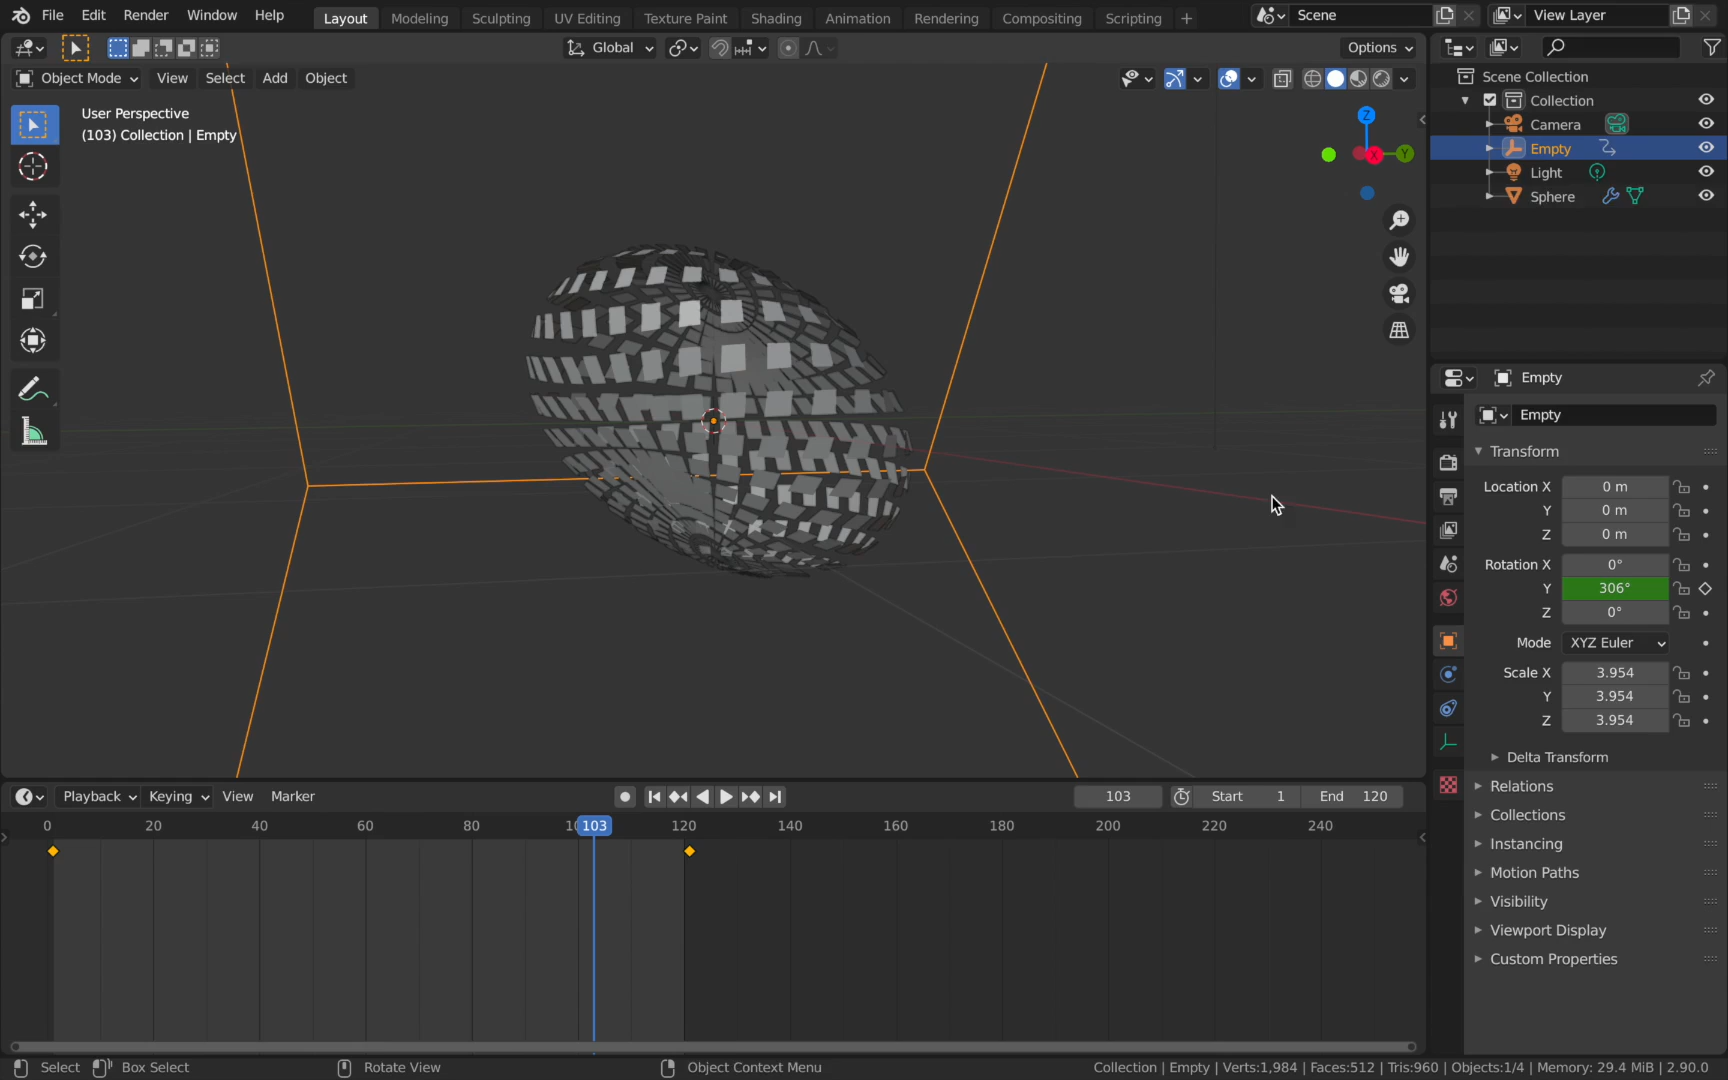 File Edit Render Window Help Layout Modeling Sculpting UV Editing Texture Paint Shading Animation Rendering Compositing Scripting + Scene View Layer
Global Options
Object Mode View Select Add Object
User Perspective
(103) Collection | Empty
Z
X Y
Scene Collection
Collection
Camera
Empty
Light
Sphere
Empty
Empty
Transform
Location X 0 m
Y 0 m
Z 0 m
Rotation X 0°
Y 306°
Z 0°
Mode XYZ Euler
Scale X 3.954
Y 3.954
Z 3.954
Delta Transform
Relations
Collections
Instancing
Motion Paths
Visibility
Viewport Display
Custom Properties
Playback Keying View Marker 103 Start 1 End 120
0 20 40 60 80 103 120 140 160 180 200 220 240
Select Box Select Rotate View Object Context Menu Collection | Empty | Verts:1,984 | Faces:512 | Tris:960 | Objects:1/4 | Memory: 29.4 MiB | 2.90.0